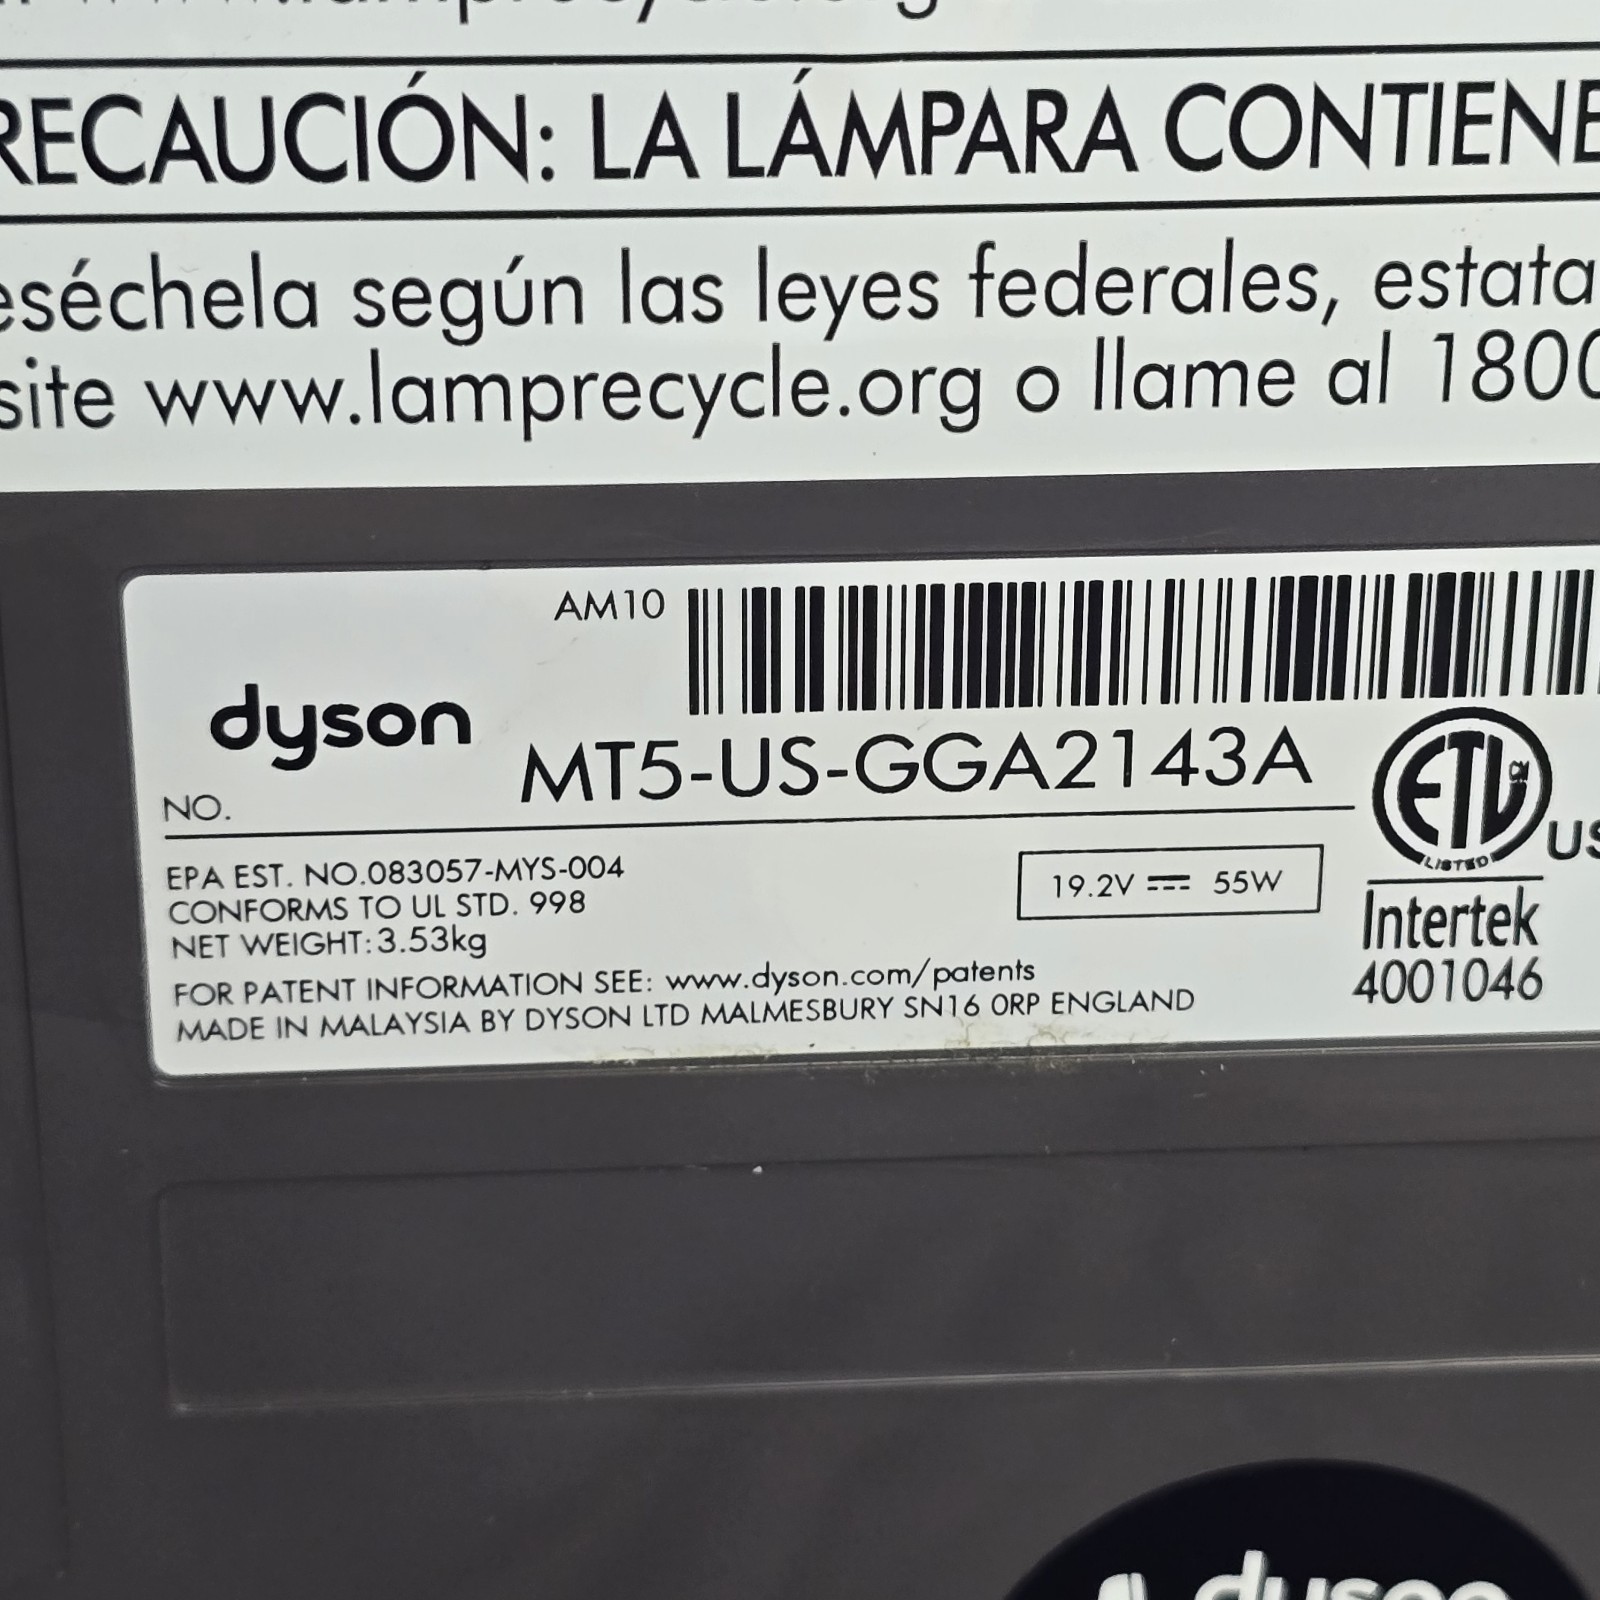 RECAUCIÓN: LA LÁMPARA CONTIENE
eséchela según las leyes federales, estata
site www.lamprecycle.org o llame al 1800
AM10
dyson
NO. MT5-US-GGA2143A
EPA EST. NO.083057-MYS-004
CONFORMS TO UL STD. 998
NET WEIGHT:3.53kg
19.2V ⎓ 55W
FOR PATENT INFORMATION SEE: www.dyson.com/patents
MADE IN MALAYSIA BY DYSON LTD MALMESBURY SN16 0RP ENGLAND
ETL CM
LISTED
US
Intertek
4001046
dyson